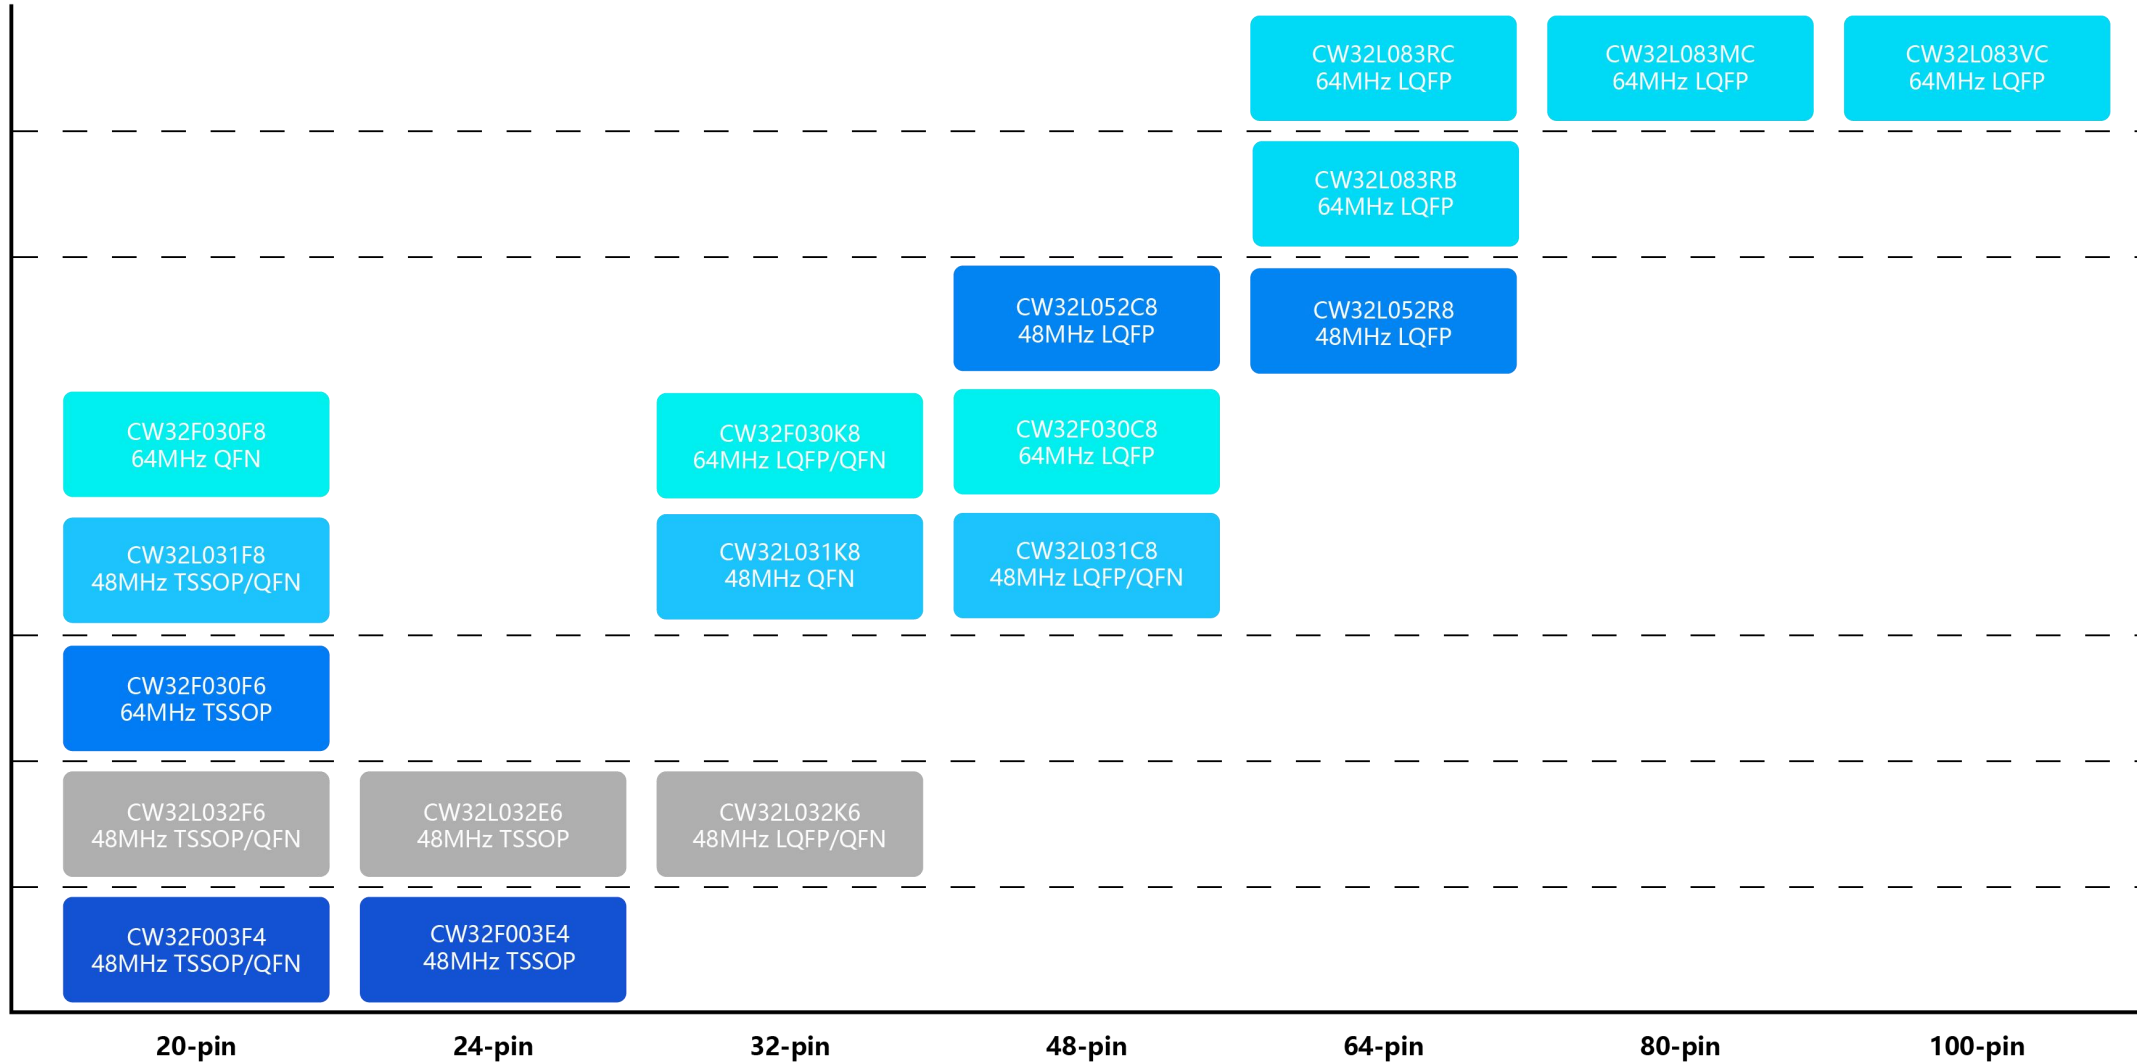 CW32L083RC
64MHz LQFP
CW32L083MC
64MHz LQFP
CW32L083VC
64MHz LQFP
CW32L083RB
64MHz LQFP
CW32L052C8
48MHz LQFP
CW32L052R8
48MHz LQFP
CW32F030F8
64MHz QFN
CW32F030K8
64MHz LQFP/QFN
CW32F030C8
64MHz LQFP
CW32L031F8
48MHz TSSOP/QFN
CW32L031K8
48MHz QFN
CW32L031C8
48MHz LQFP/QFN
CW32F030F6
64MHz TSSOP
CW32L032F6
48MHz TSSOP/QFN
CW32L032E6
48MHz TSSOP
CW32L032K6
48MHz LQFP/QFN
CW32F003F4
48MHz TSSOP/QFN
CW32F003E4
48MHz TSSOP
20-pin
24-pin
32-pin
48-pin
64-pin
80-pin
100-pin